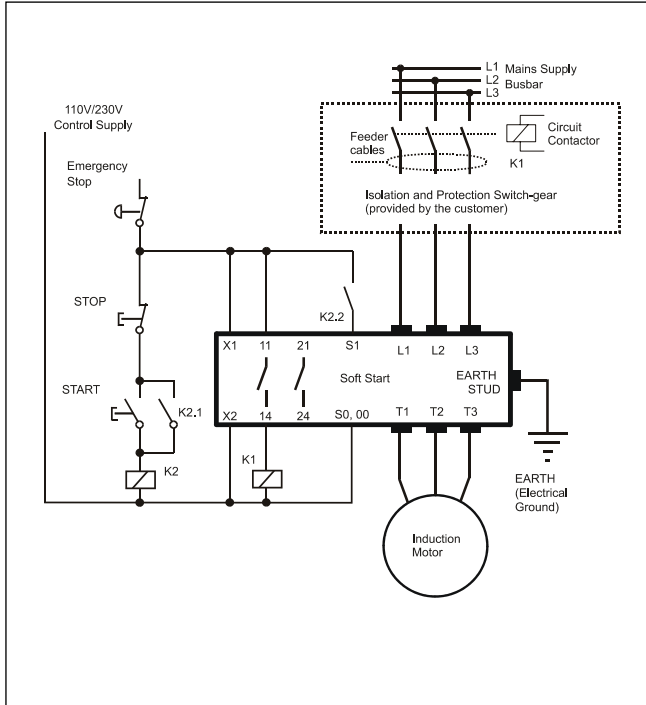 L1 Mains Supply
L2 Busbar
L3
110V/230V
Control Supply
Feeder
cables
Circuit
Contactor
K1
Emergency
Stop
Isolation and Protection Switch-gear
(provided by the customer)
STOP
K2.2
X1 11 21 S1 L1 L2 L3
Soft Start
EARTH
STUD
START
K2.1
X2 14 24 S0, 00 T1 T2 T3
K2
K1
EARTH
(Electrical
Ground)
Induction
Motor